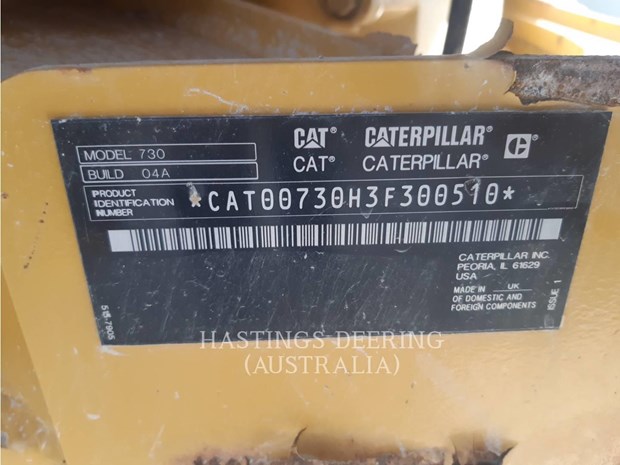 CAT CATERPILLAR C
CAT® CATERPILLAR®
MODEL 730
BUILD 04A
PRODUCT
IDENTIFICATION
NUMBER
*CAT00730H3F300510*
CATERPILLAR INC.
PEORIA, IL 61629
USA
MADE IN UK
OF DOMESTIC AND
FOREIGN COMPONENTS
ISSUE 1
HASTINGS DEERING
(AUSTRALIA)